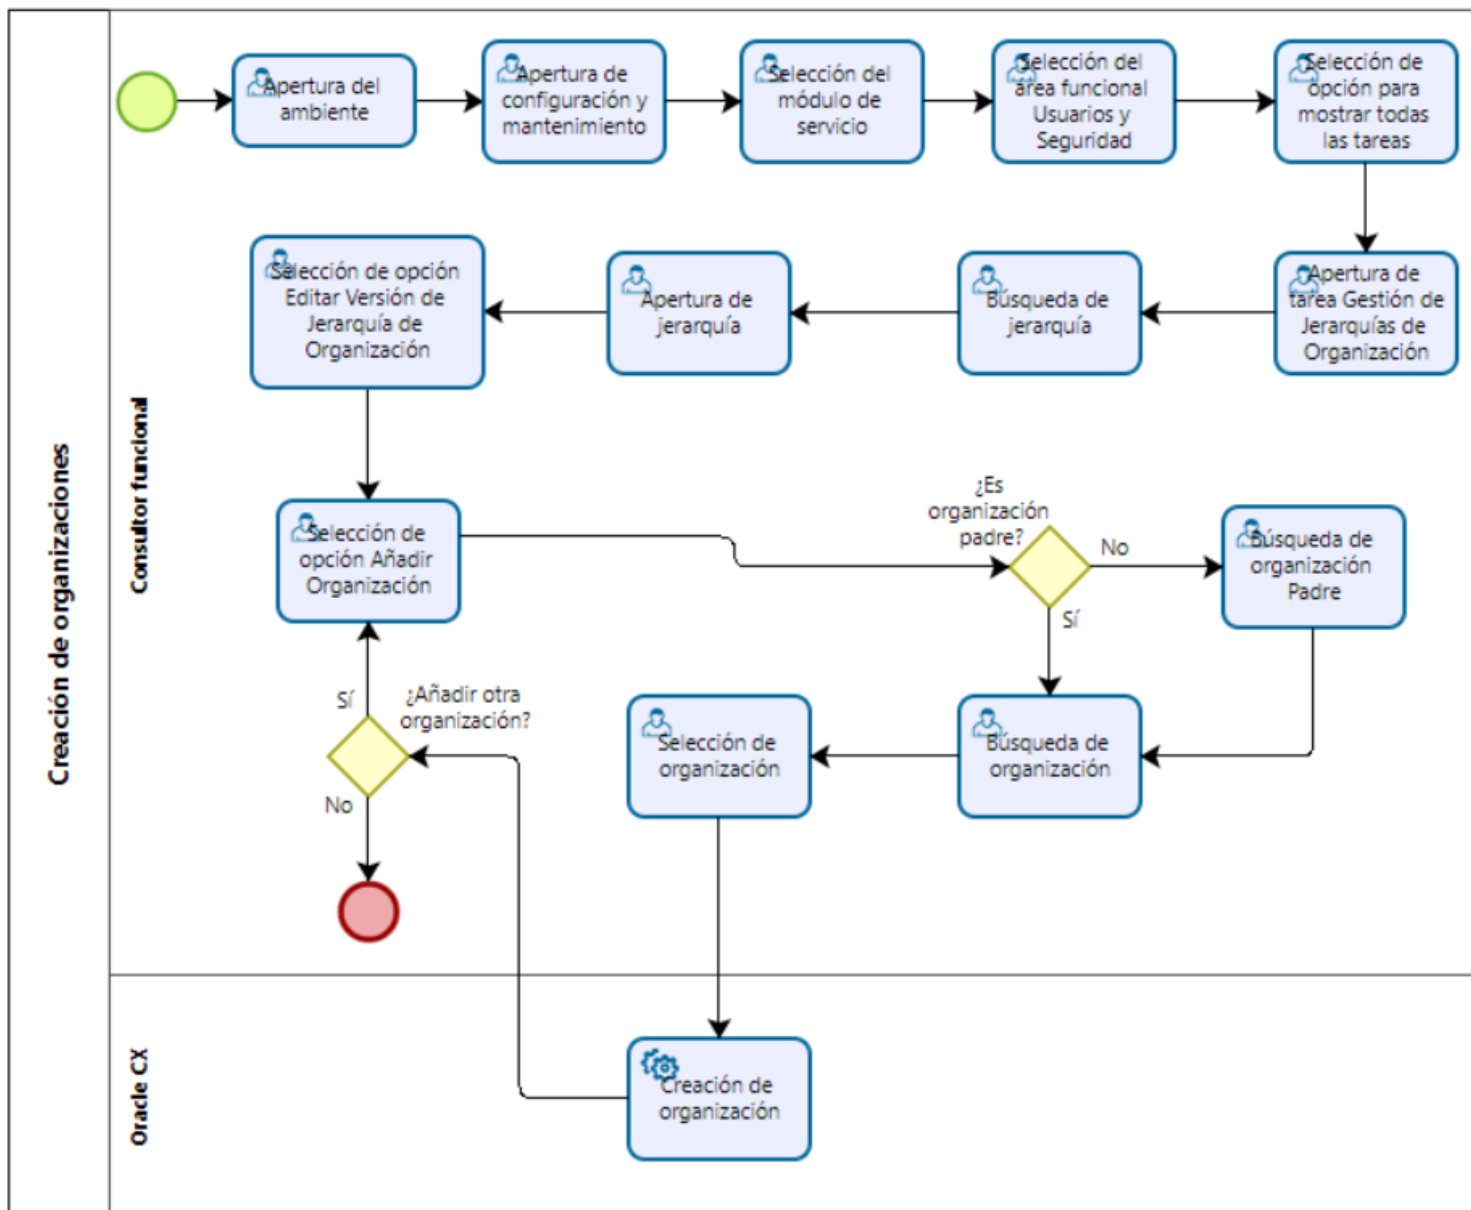 Creación de organizaciones
Consultor funcional
Apertura del
ambiente
Apertura de
configuración y
mantenimiento
Selección del
módulo de
servicio
Selección del
área funcional
Usuarios y
Seguridad
Selección de
opción para
mostrar todas
las tareas
Selección de opción
Editar Versión de
Jerarquía de
Organización
Apertura de
jerarquía
Búsqueda de
jerarquía
Apertura de
tarea Gestión de
Jerarquías de
Organización
Selección de
opción Añadir
Organización
¿Es
organización
padre?
No
Sí
Búsqueda de
organización
Padre
Sí
¿Añadir otra
organización?
No
Selección de
organización
Búsqueda de
organización
Oracle CX
Creación de
organización